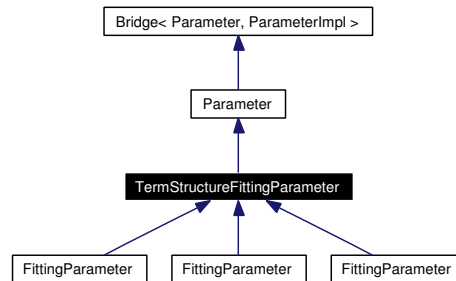 Bridge< Parameter, ParameterImpl >
Parameter
TermStructureFittingParameter
FittingParameter
FittingParameter
FittingParameter